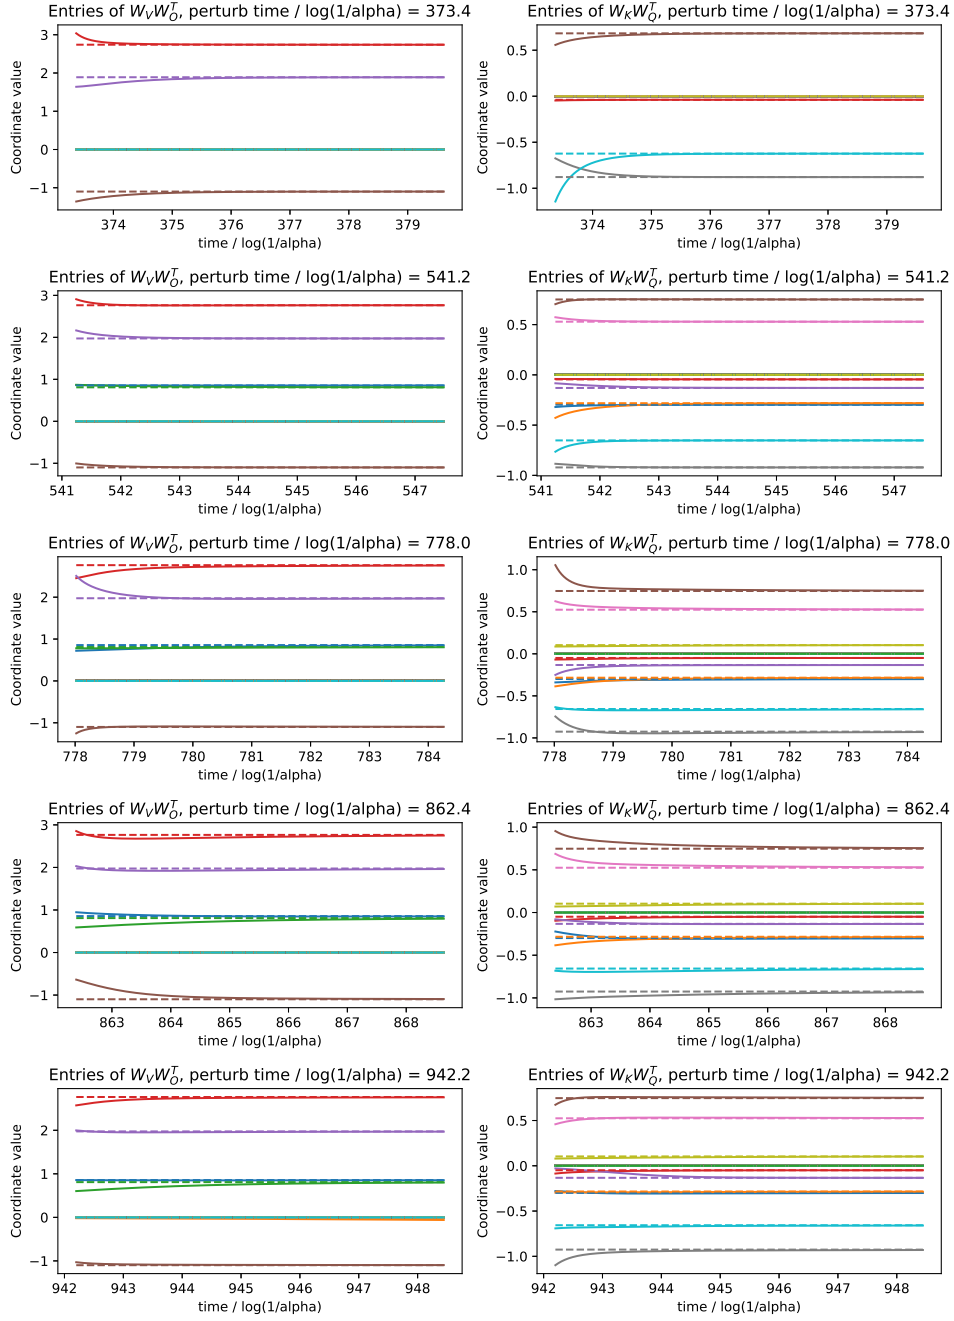 Entries of W_V W_O^T, perturb time / log(1/alpha) = 373.4
Coordinate value
3
2
1
0
−1
374 375 376 377 378 379
time / log(1/alpha)
Entries of W_K W_Q^T, perturb time / log(1/alpha) = 373.4
Coordinate value
0.5
0.0
−0.5
−1.0
374 375 376 377 378 379
time / log(1/alpha)
Entries of W_V W_O^T, perturb time / log(1/alpha) = 541.2
Coordinate value
3
2
1
0
−1
541 542 543 544 545 546 547
time / log(1/alpha)
Entries of W_K W_Q^T, perturb time / log(1/alpha) = 541.2
Coordinate value
0.5
0.0
−0.5
−1.0
541 542 543 544 545 546 547
time / log(1/alpha)
Entries of W_V W_O^T, perturb time / log(1/alpha) = 778.0
Coordinate value
2
1
0
−1
778 779 780 781 782 783 784
time / log(1/alpha)
Entries of W_K W_Q^T, perturb time / log(1/alpha) = 778.0
Coordinate value
1.0
0.5
0.0
−0.5
−1.0
778 779 780 781 782 783 784
time / log(1/alpha)
Entries of W_V W_O^T, perturb time / log(1/alpha) = 862.4
Coordinate value
3
2
1
0
−1
863 864 865 866 867 868
time / log(1/alpha)
Entries of W_K W_Q^T, perturb time / log(1/alpha) = 862.4
Coordinate value
1.0
0.5
0.0
−0.5
−1.0
863 864 865 866 867 868
time / log(1/alpha)
Entries of W_V W_O^T, perturb time / log(1/alpha) = 942.2
Coordinate value
2
1
0
−1
942 943 944 945 946 947 948
time / log(1/alpha)
Entries of W_K W_Q^T, perturb time / log(1/alpha) = 942.2
Coordinate value
0.5
0.0
−0.5
−1.0
942 943 944 945 946 947 948
time / log(1/alpha)